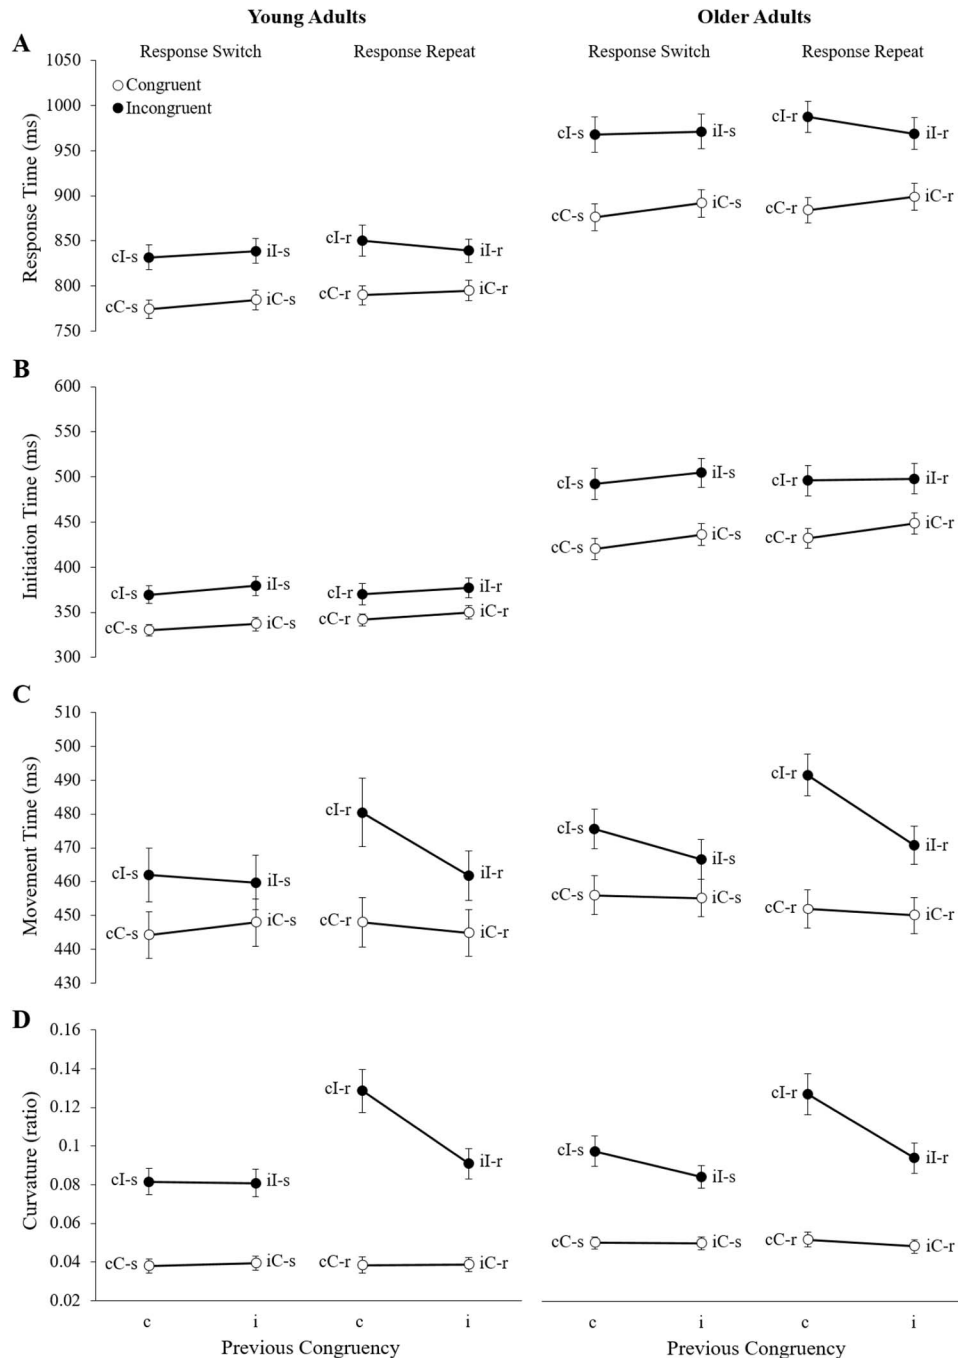 Young Adults Older Adults
A
Response Switch Response Repeat Response Switch Response Repeat
Response Time (ms)
1050
1000
950
900
850
800
750
Congruent
Incongruent
cI-s iI-s cI-r iI-r cI-s iI-s cI-r iI-r
cC-s iC-s cC-r iC-r cC-s iC-s cC-r iC-r
B
Initiation Time (ms)
600
550
500
450
400
350
300
cI-s iI-s cI-r iI-r cI-s iI-s cI-r iI-r
cC-s iC-s cC-r iC-r cC-s iC-s cC-r iC-r
C
Movement Time (ms)
510
500
490
480
470
460
450
440
430
cI-s iI-s cI-r iI-r cI-s iI-s cI-r iI-r
cC-s iC-s cC-r iC-r cC-s iC-s cC-r iC-r
D
Curvature (ratio)
0.16
0.14
0.12
0.1
0.08
0.06
0.04
0.02
cI-s iI-s cI-r iI-r cI-s iI-s cI-r iI-r
cC-s iC-s cC-r iC-r cC-s iC-s cC-r iC-r
c i c i c i c i
Previous Congruency Previous Congruency